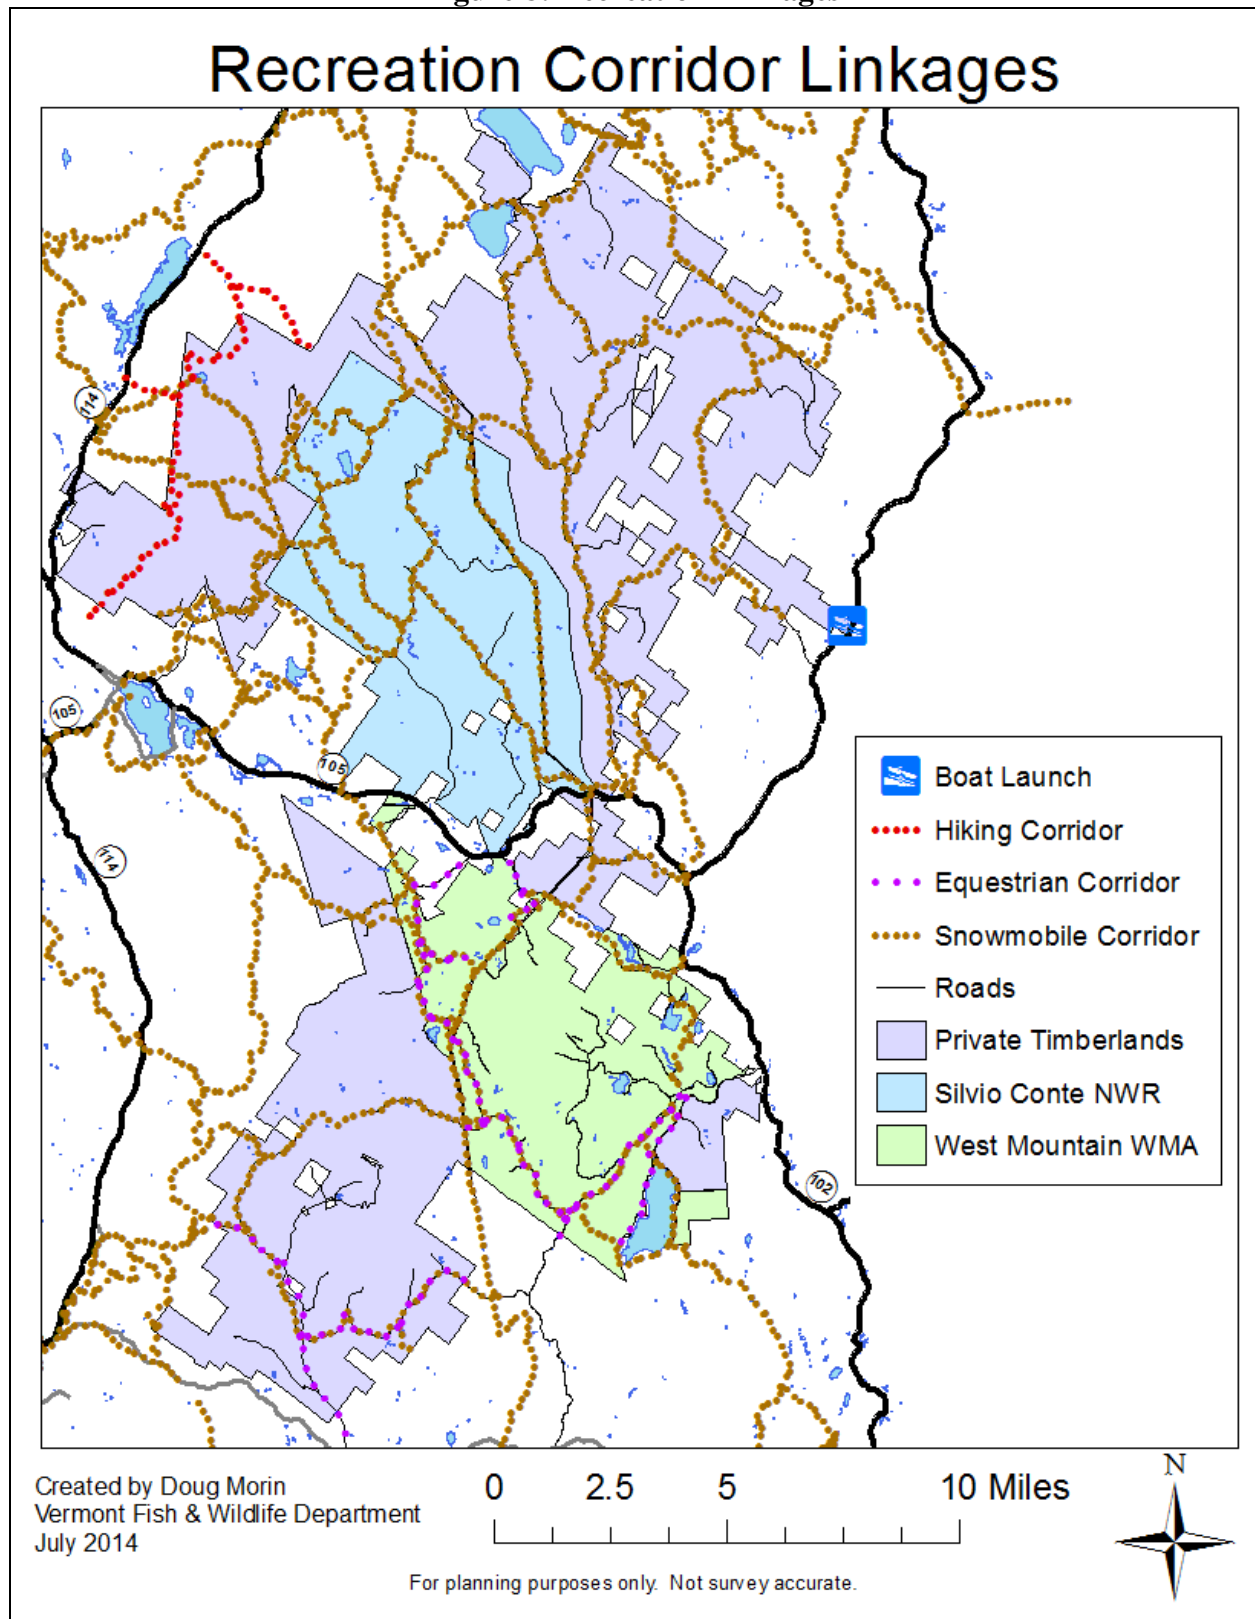 Recreation Corridor Linkages
114
105
105
114
102
Boat Launch
Hiking Corridor
Equestrian Corridor
Snowmobile Corridor
Roads
Private Timberlands
Silvio Conte NWR
West Mountain WMA
Created by Doug Morin
Vermont Fish & Wildlife Department
July 2014
0 2.5 5 10 Miles
N
For planning purposes only. Not survey accurate.